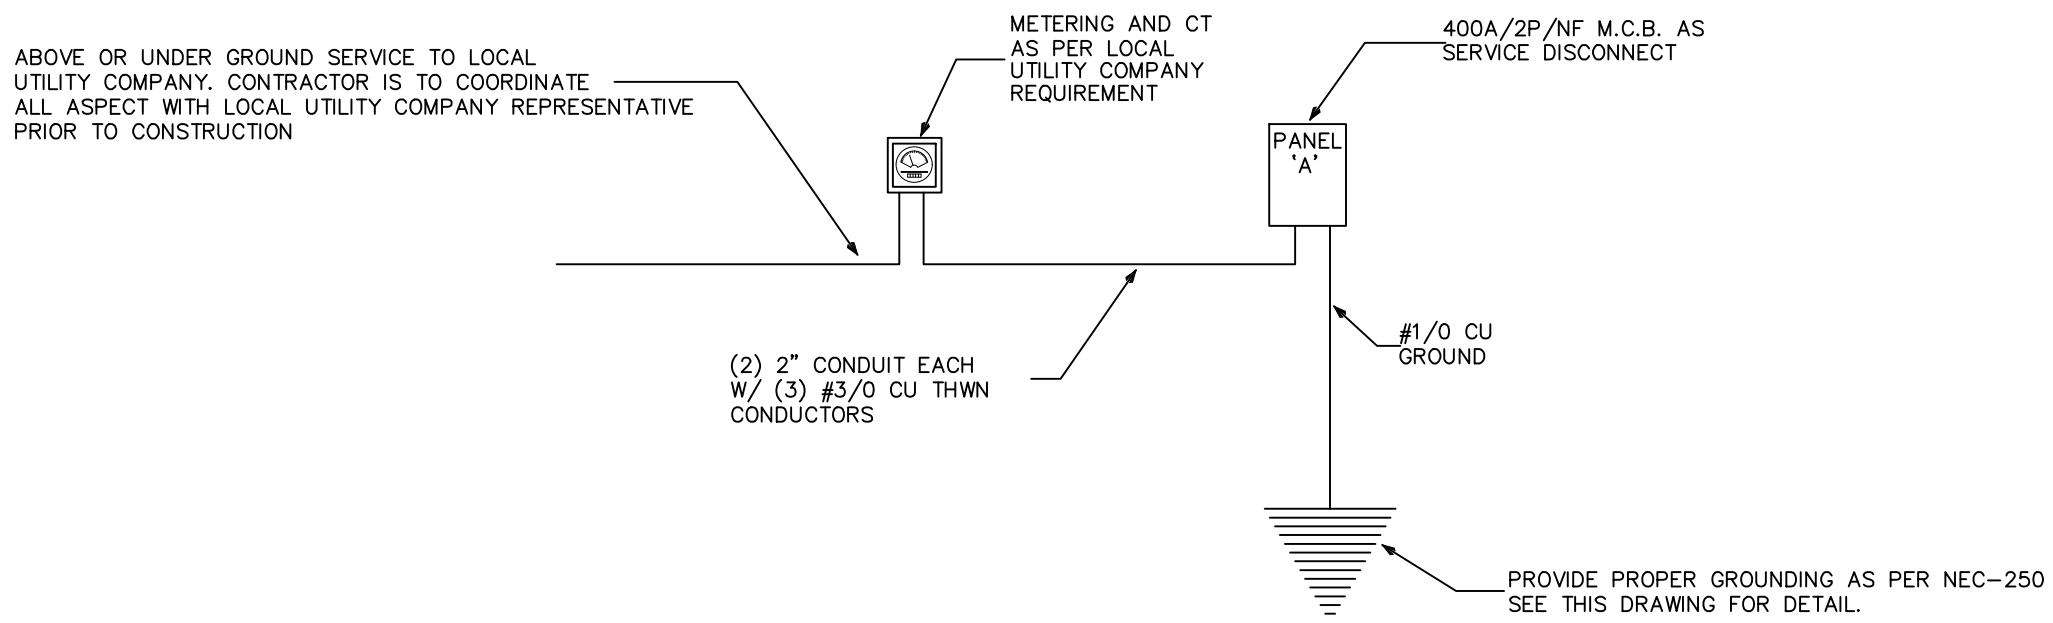 ABOVE OR UNDER GROUND SERVICE TO LOCAL
UTILITY COMPANY. CONTRACTOR IS TO COORDINATE
ALL ASPECT WITH LOCAL UTILITY COMPANY REPRESENTATIVE
PRIOR TO CONSTRUCTION
METERING AND CT
AS PER LOCAL
UTILITY COMPANY
REQUIREMENT
400A/2P/NF M.C.B. AS
SERVICE DISCONNECT
PANEL
'A'
(2) 2" CONDUIT EACH
W/ (3) #3/0 CU THWN
CONDUCTORS
#1/0 CU
GROUND
PROVIDE PROPER GROUNDING AS PER NEC-250
SEE THIS DRAWING FOR DETAIL.